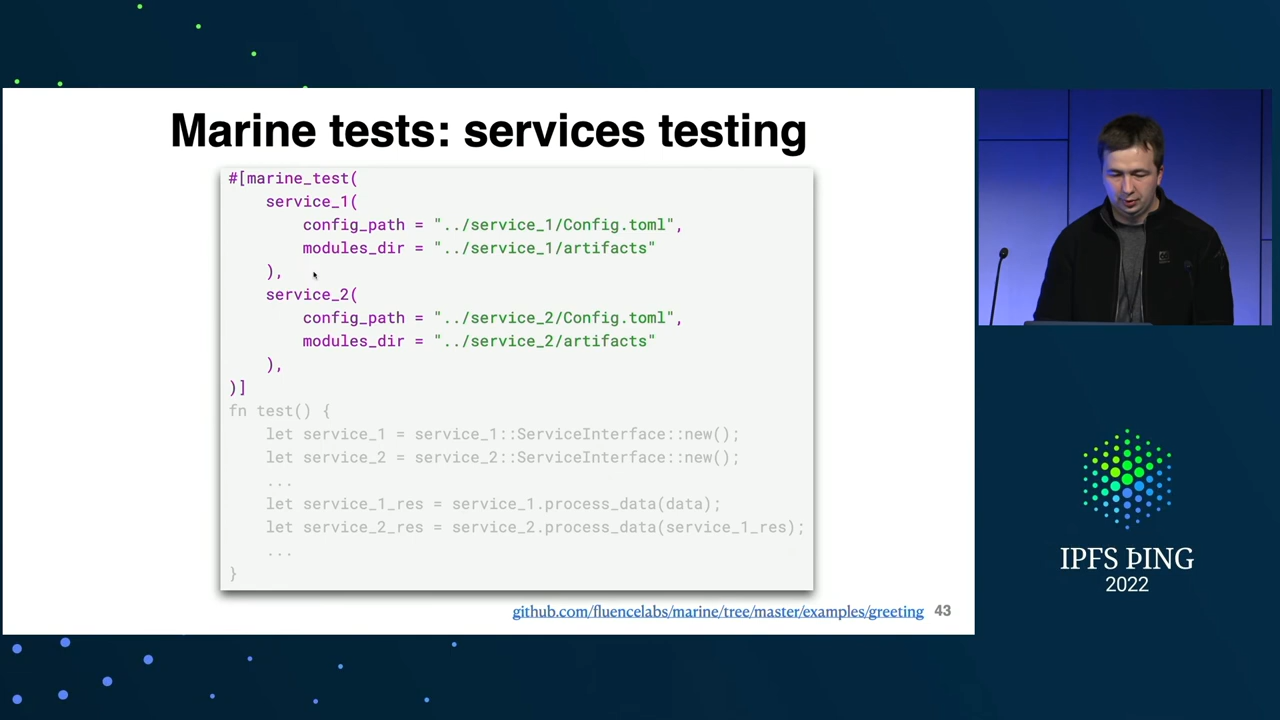 Marine tests: services testing
#[marine_test(
    service_1(
        config_path = "../service_1/Config.toml",
        modules_dir = "../service_1/artifacts"
    ),
    service_2(
        config_path = "../service_2/Config.toml",
        modules_dir = "../service_2/artifacts"
    ),
)]
fn test() {
    let service_1 = service_1::ServiceInterface::new();
    let service_2 = service_2::ServiceInterface::new();
    ...
    let service_1_res = service_1.process_data(data);
    let service_2_res = service_2.process_data(service_1_res);
    ...
}
github.com/fluencelabs/marine/tree/master/examples/greeting 43
IPFS ÞING
2022